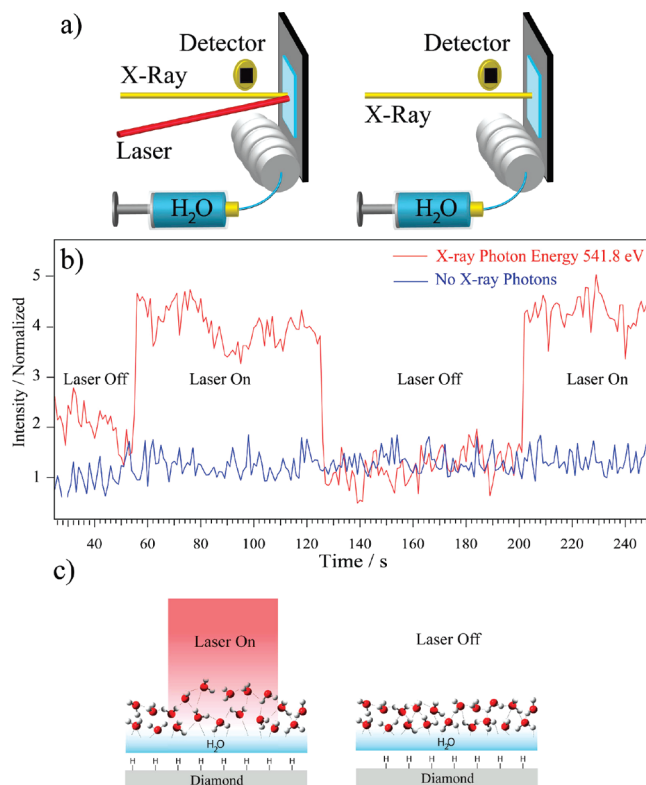 a)
Detector
X-Ray
Laser
H2O
Detector
X-Ray
H2O
b)
X-ray Photon Energy 541.8 eV
No X-ray Photons
Intensity / Normalized
5
4
3
2
1
Laser Off
Laser On
Laser Off
Laser On
40 60 80 100 120 140 160 180 200 220 240
Time / s
c)
Laser On
H2O
H H H H H H H
Diamond
Laser Off
H2O
H H H H H H H
Diamond